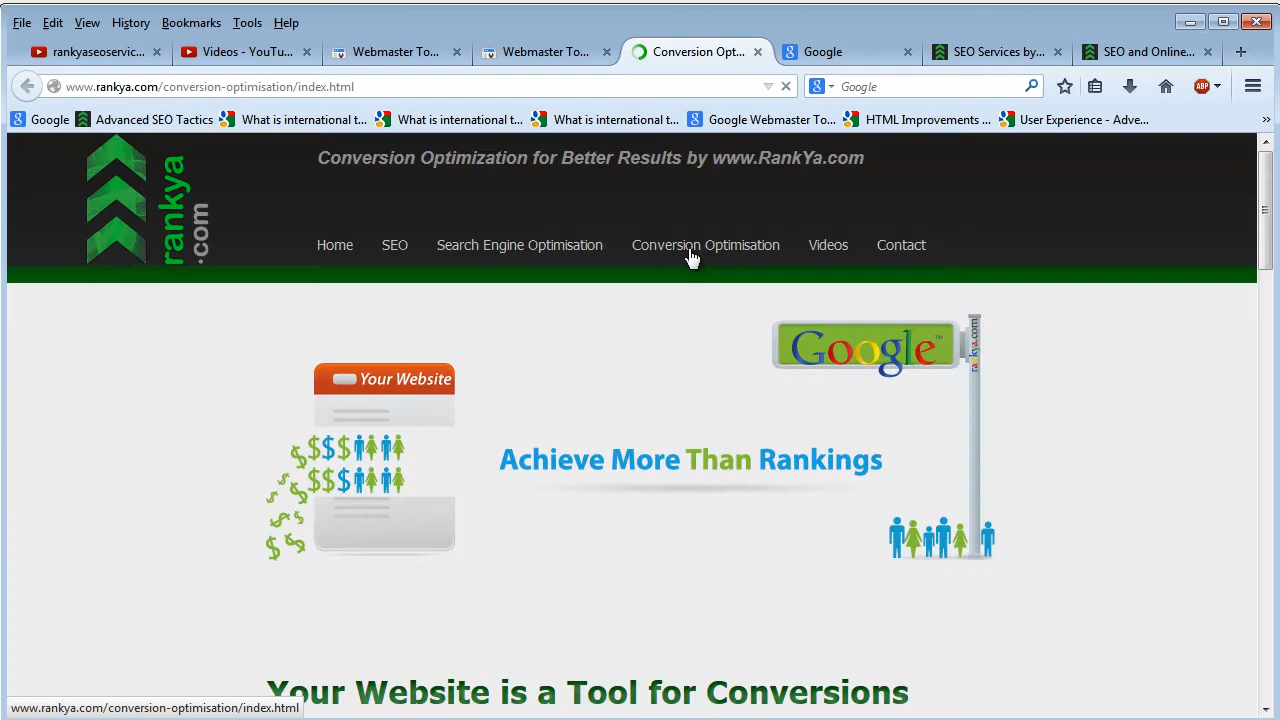 File Edit View History Bookmarks Tools Help
rankyaseoservic... Videos - YouTu... Webmaster To... Webmaster To... Conversion Opt... Google SEO Services by... SEO and Online...
www.rankya.com/conversion-optimisation/index.html Google ABP
Google Advanced SEO Tactics What is international t... What is international t... What is international t... Google Webmaster To... HTML Improvements ... User Experience - Adve...
rankya
.com
Conversion Optimization for Better Results by www.RankYa.com
Home SEO Search Engine Optimisation Conversion Optimisation Videos Contact
Google™
rankya.com
Your Website
$$$
$$$
Achieve More Than Rankings
Your Website is a Tool for Conversions
www.rankya.com/conversion-optimisation/index.html